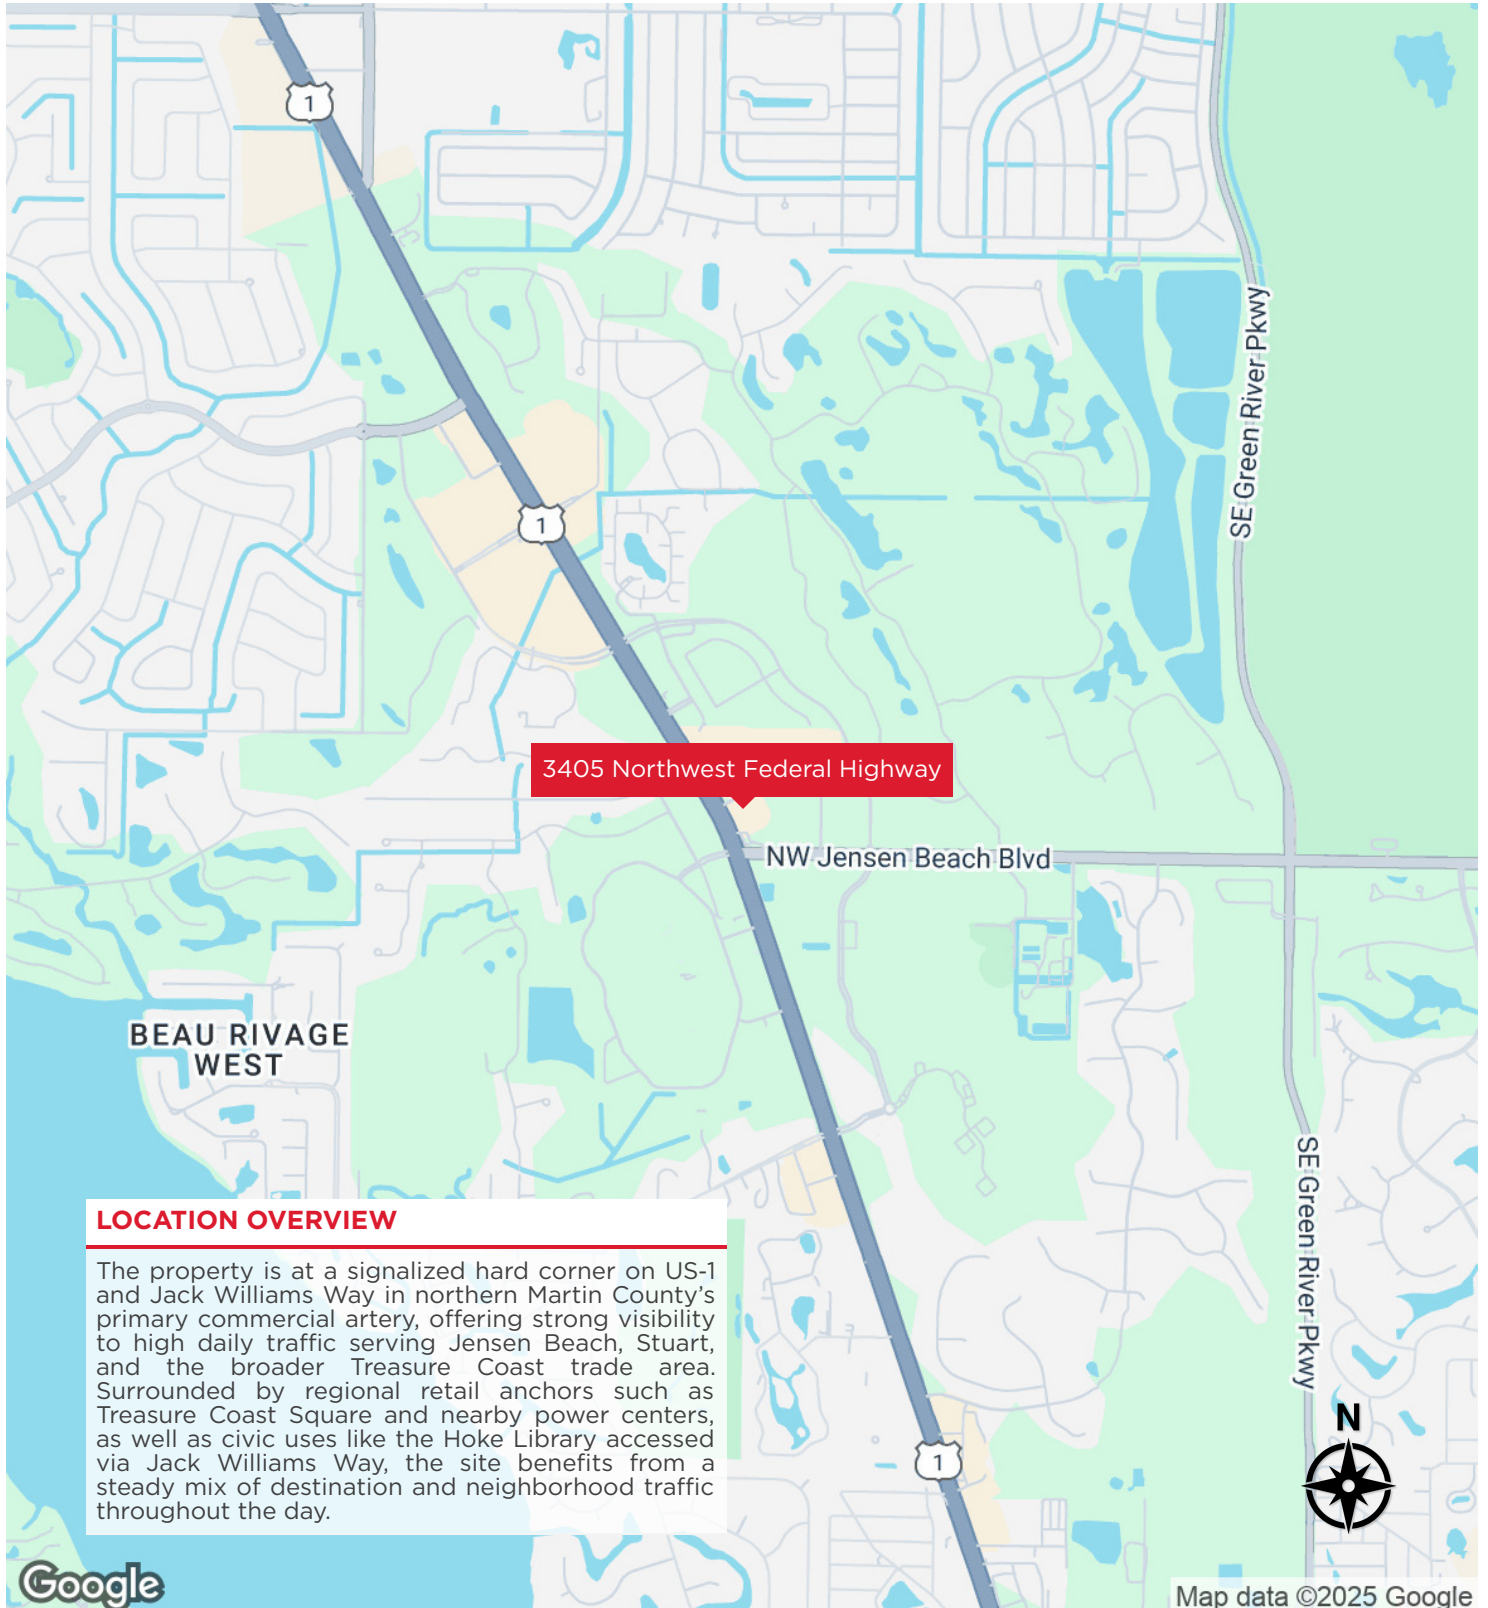 1
SE Green River Pkwy
1
3405 Northwest Federal Highway
NW Jensen Beach Blvd
BEAU RIVAGE
WEST
SE Green River Pkwy
LOCATION OVERVIEW
The property is at a signalized hard corner on US-1
and Jack Williams Way in northern Martin County’s
primary commercial artery, offering strong visibility
to high daily traffic serving Jensen Beach, Stuart,
and the broader Treasure Coast trade area.
Surrounded by regional retail anchors such as
Treasure Coast Square and nearby power centers,
as well as civic uses like the Hoke Library accessed
via Jack Williams Way, the site benefits from a
steady mix of destination and neighborhood traffic
throughout the day.
N
1
Google
Map data ©2025 Google